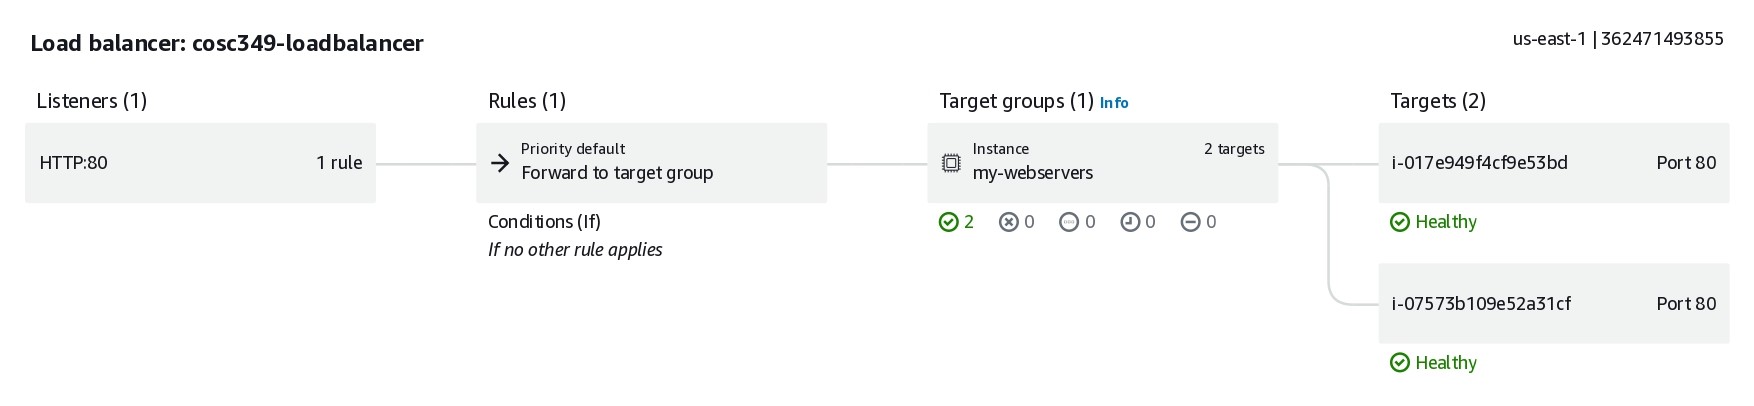 Load balancer: cosc349-loadbalancer
us-east-1 | 362471493855
Listeners (1)
HTTP:80 1 rule
Rules (1)
Priority default
Forward to target group
Conditions (If)
If no other rule applies
Target groups (1) Info
Instance 2 targets
my-webservers
2 0 0 0 0
Targets (2)
i-017e949f4cf9e53bd Port 80
Healthy
i-07573b109e52a31cf Port 80
Healthy